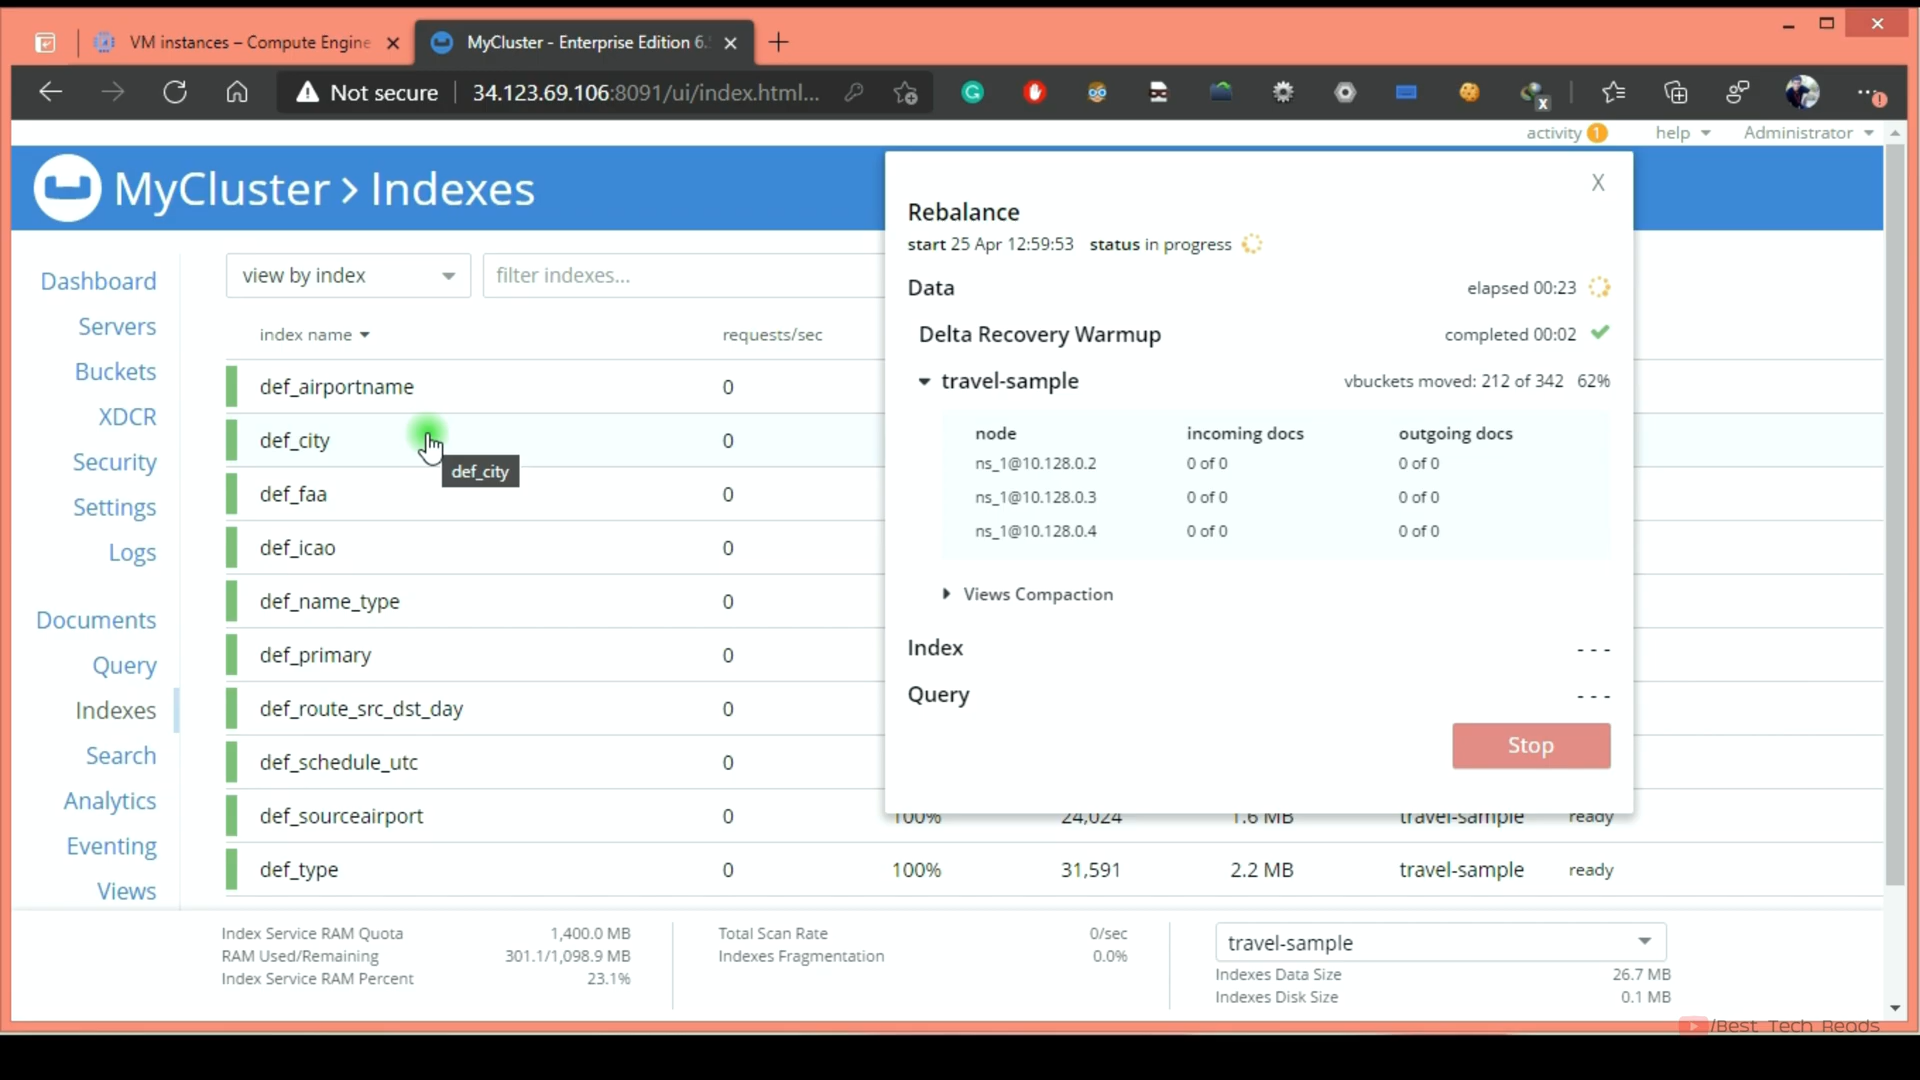 VM instances – Compute Engine
MyCluster - Enterprise Edition 6.
Not secure
34.123.69.106:8091/ui/index.html...
activity 1
help
Administrator
MyCluster > Indexes
Dashboard
Servers
Buckets
XDCR
Security
Settings
Logs
Documents
Query
Indexes
Search
Analytics
Eventing
Views
view by index
filter indexes...
index name
requests/sec
def_airportname 0
def_city 0
def_city
def_faa 0
def_icao 0
def_name_type 0
def_primary 0
def_route_src_dst_day 0
def_schedule_utc 0
def_sourceairport 0 100% 24,024 1.6 MB travel-sample ready
def_type 0 100% 31,591 2.2 MB travel-sample ready
X
Rebalance
start 25 Apr 12:59:53 status in progress
Data elapsed 00:23
Delta Recovery Warmup completed 00:02
travel-sample vbuckets moved: 212 of 342 62%
node incoming docs outgoing docs
ns_1@10.128.0.2 0 of 0 0 of 0
ns_1@10.128.0.3 0 of 0 0 of 0
ns_1@10.128.0.4 0 of 0 0 of 0
Views Compaction
Index - - -
Query - - -
Stop
Index Service RAM Quota 1,400.0 MB
RAM Used/Remaining 301.1/1,098.9 MB
Index Service RAM Percent 23.1%
Total Scan Rate 0/sec
Indexes Fragmentation 0.0%
travel-sample
Indexes Data Size 26.7 MB
Indexes Disk Size 0.1 MB
/Best Tech Reads